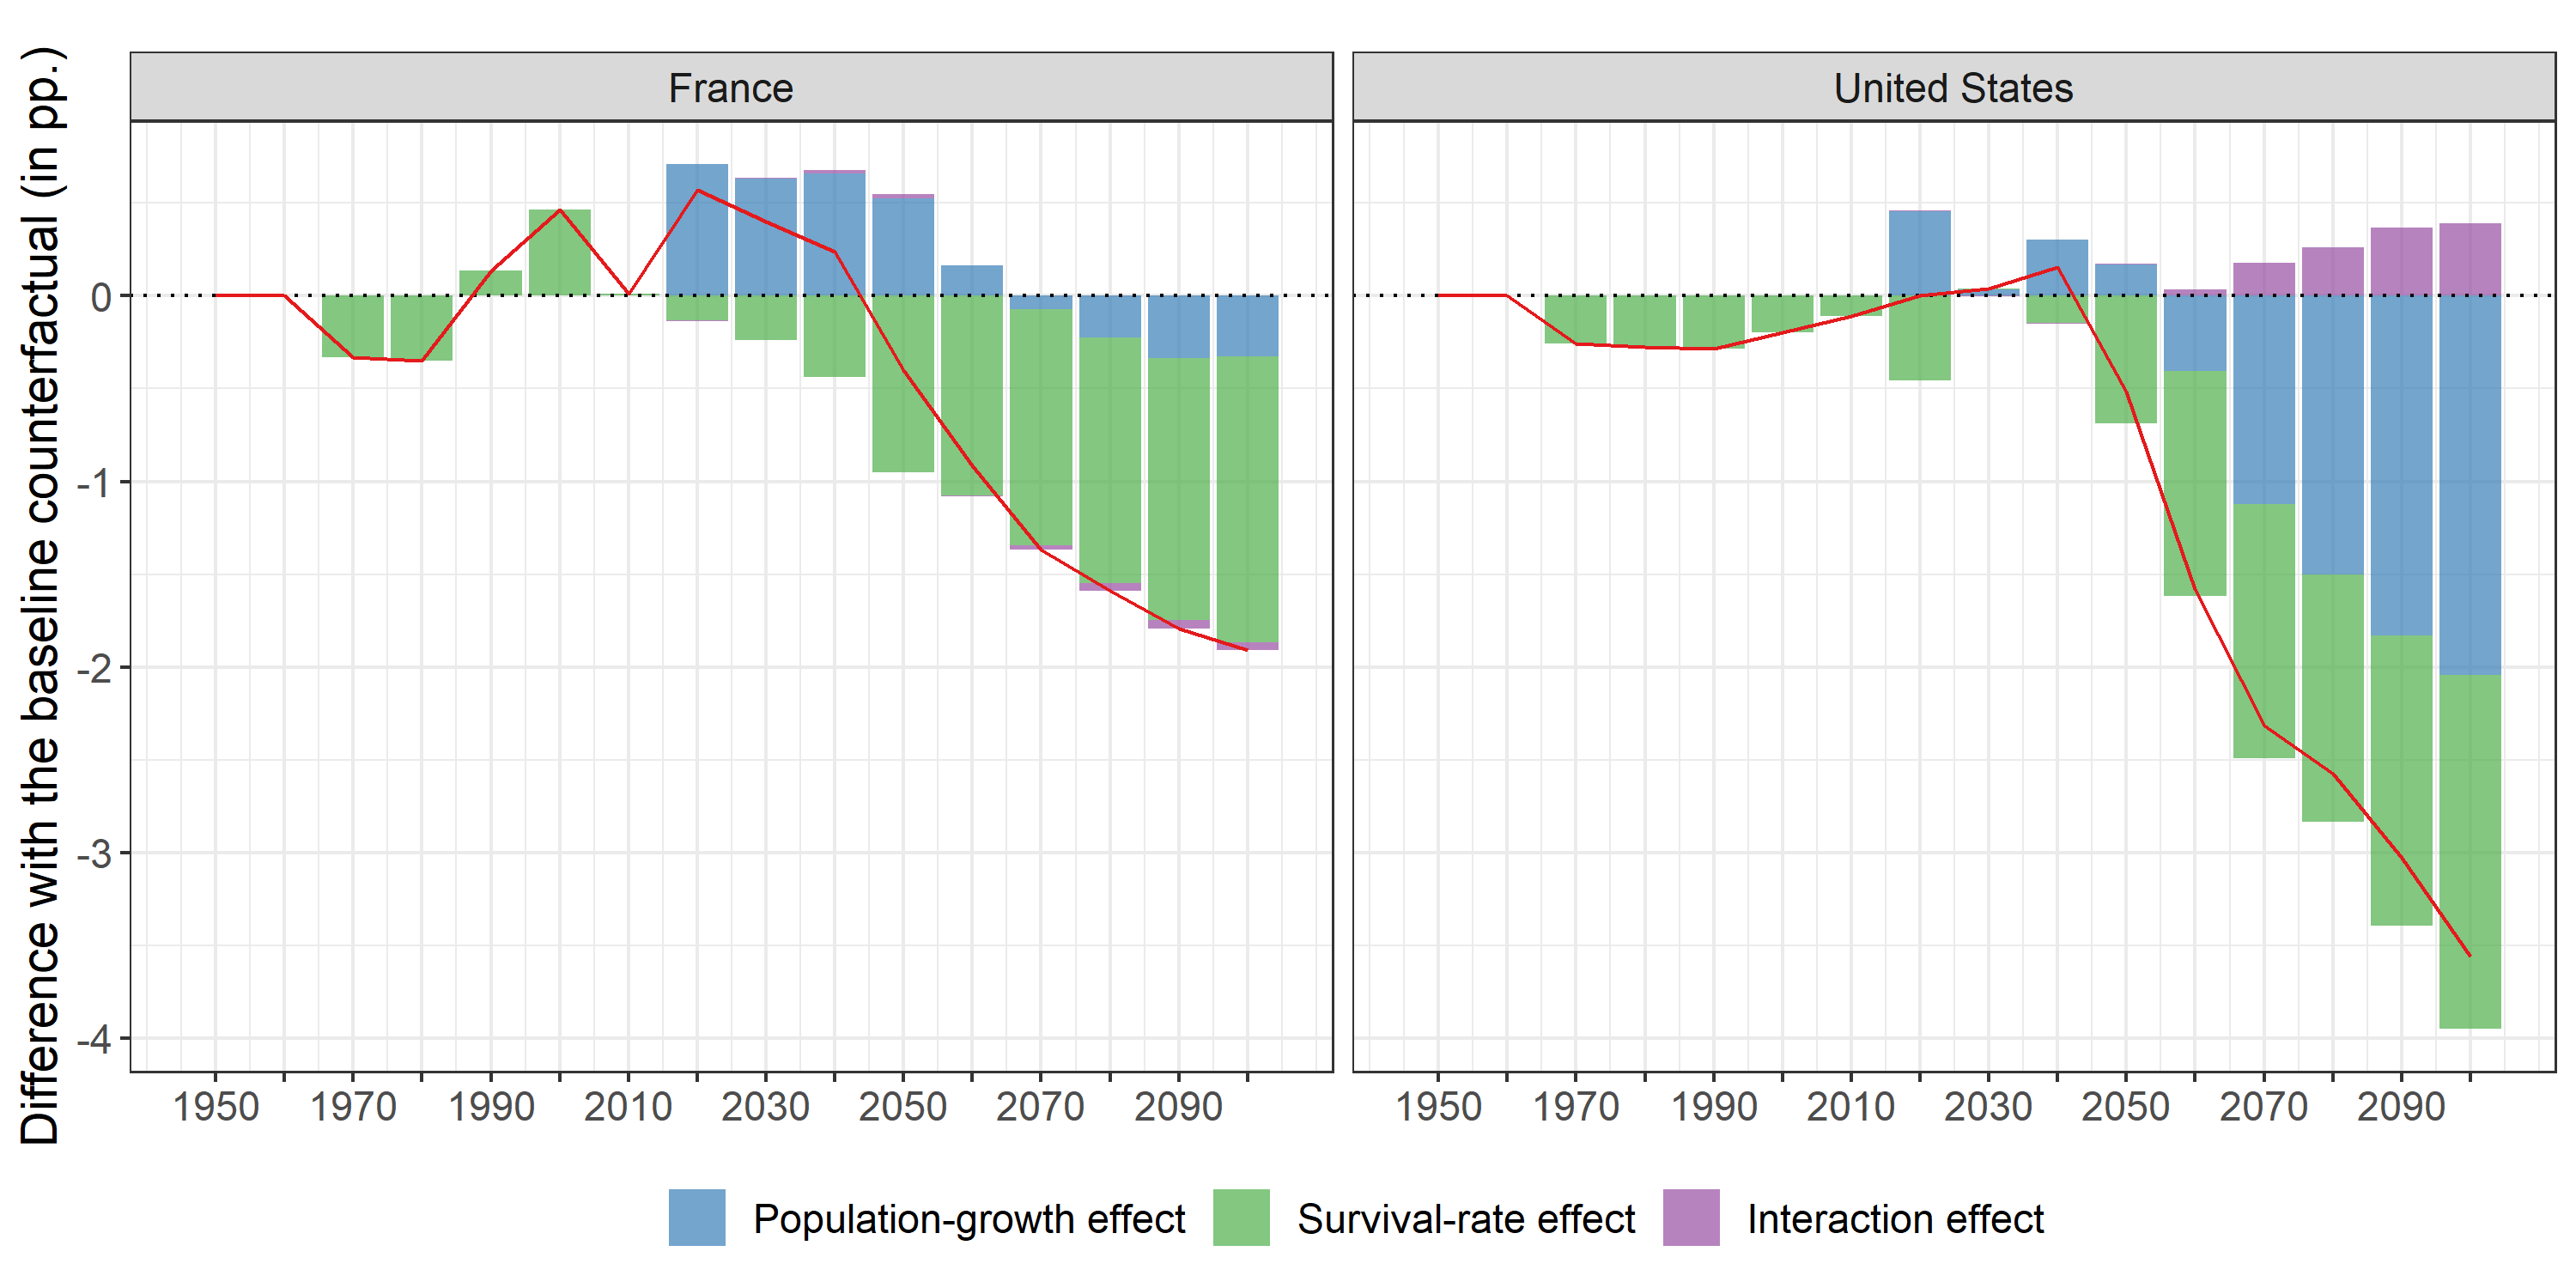 Difference with the baseline counterfactual (in pp.)
France
United States
0
-1
-2
-3
-4
1950 1970 1990 2010 2030 2050 2070 2090
1950 1970 1990 2010 2030 2050 2070 2090
Population-growth effect Survival-rate effect Interaction effect